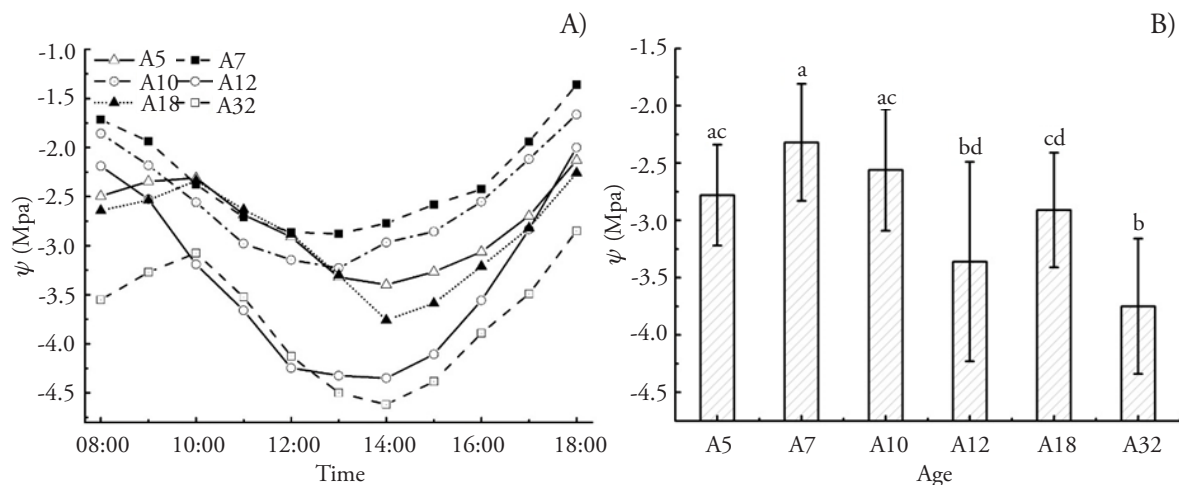 A)
-1.0
-1.5
-2.0
-2.5
-3.0
-3.5
-4.0
-4.5
ψ (Mpa)
A5 A7
A10 A12
A18 A32
08:00 10:00 12:00 14:00 16:00 18:00
Time
B)
-1.5
-2.0
-2.5
-3.0
-3.5
-4.0
-4.5
ψ (Mpa)
ac a ac bd cd b
A5 A7 A10 A12 A18 A32
Age